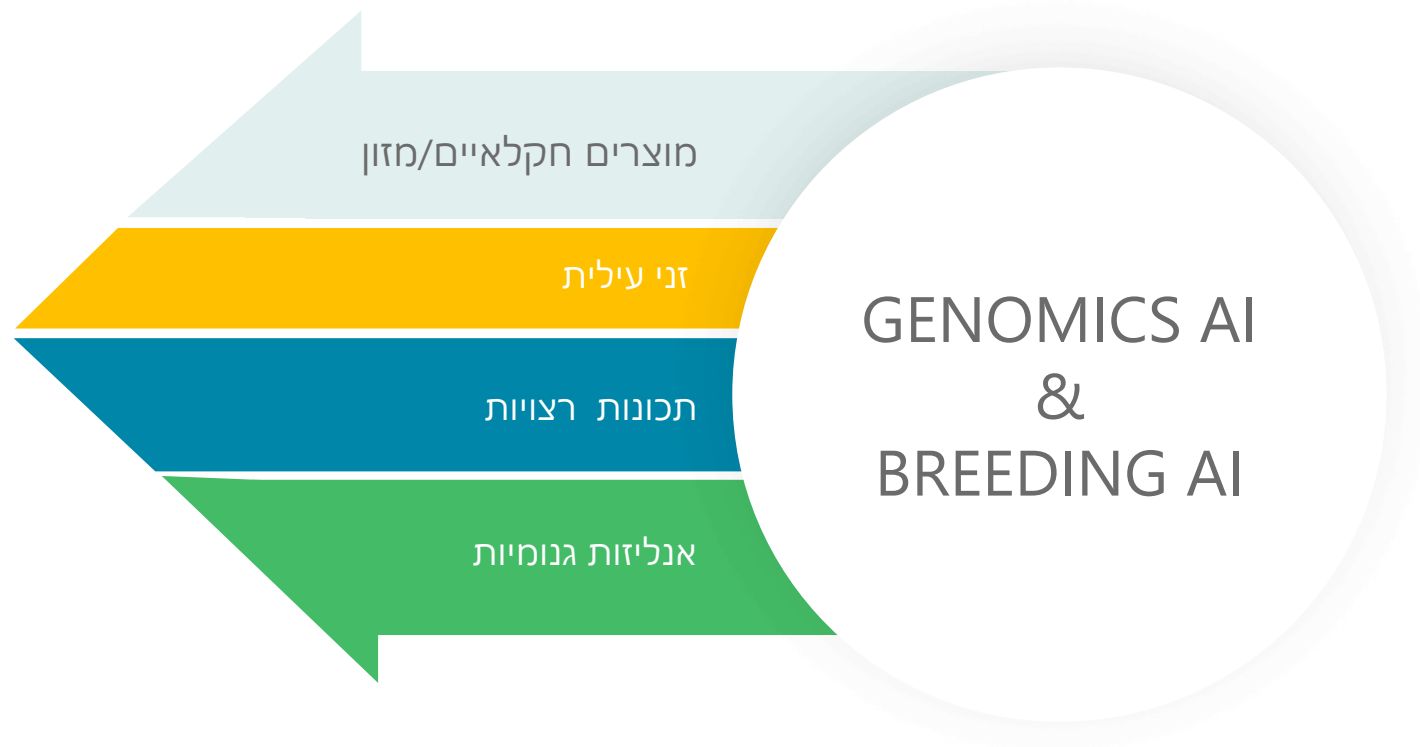 מוצרים חקלאיים/מזון
זני עילית
תכונות רצויות
אנליזות גנומיות
GENOMICS AI
&
BREEDING AI